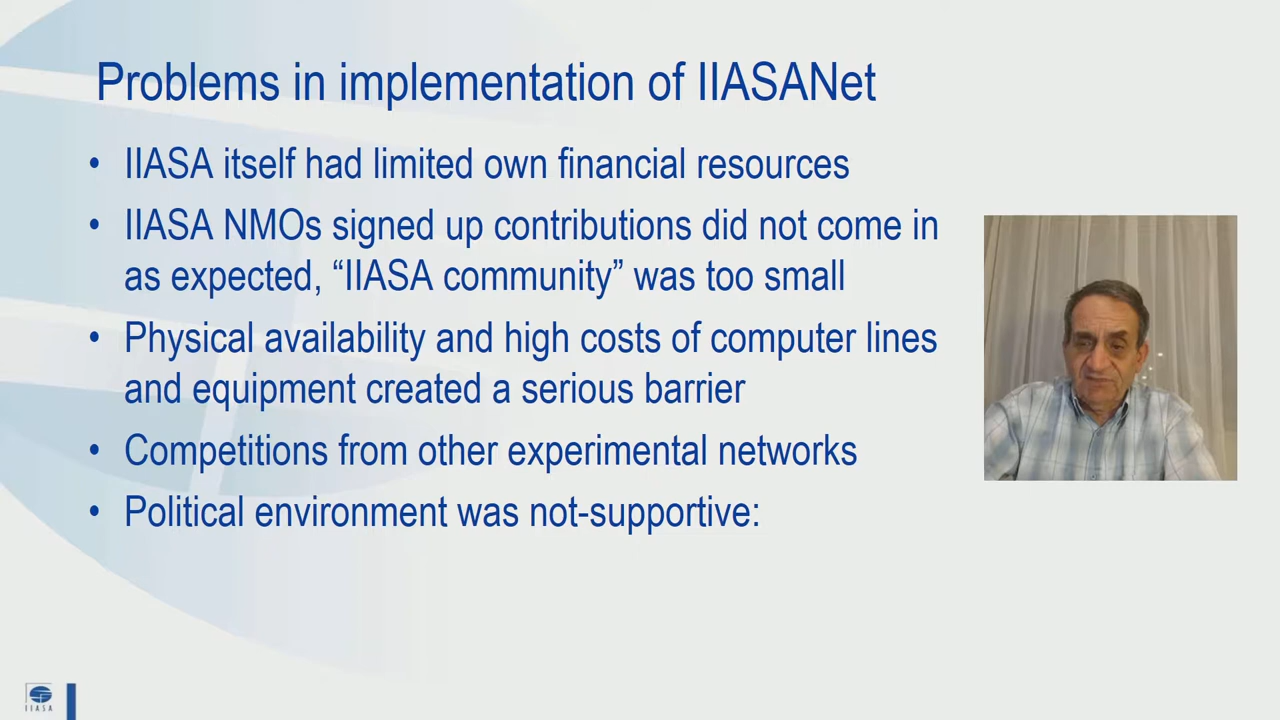 Problems in implementation of IIASANet
• IIASA itself had limited own financial resources
• IIASA NMOs signed up contributions did not come in
as expected, “IIASA community” was too small
• Physical availability and high costs of computer lines
and equipment created a serious barrier
• Competitions from other experimental networks
• Political environment was not-supportive:
IIASA